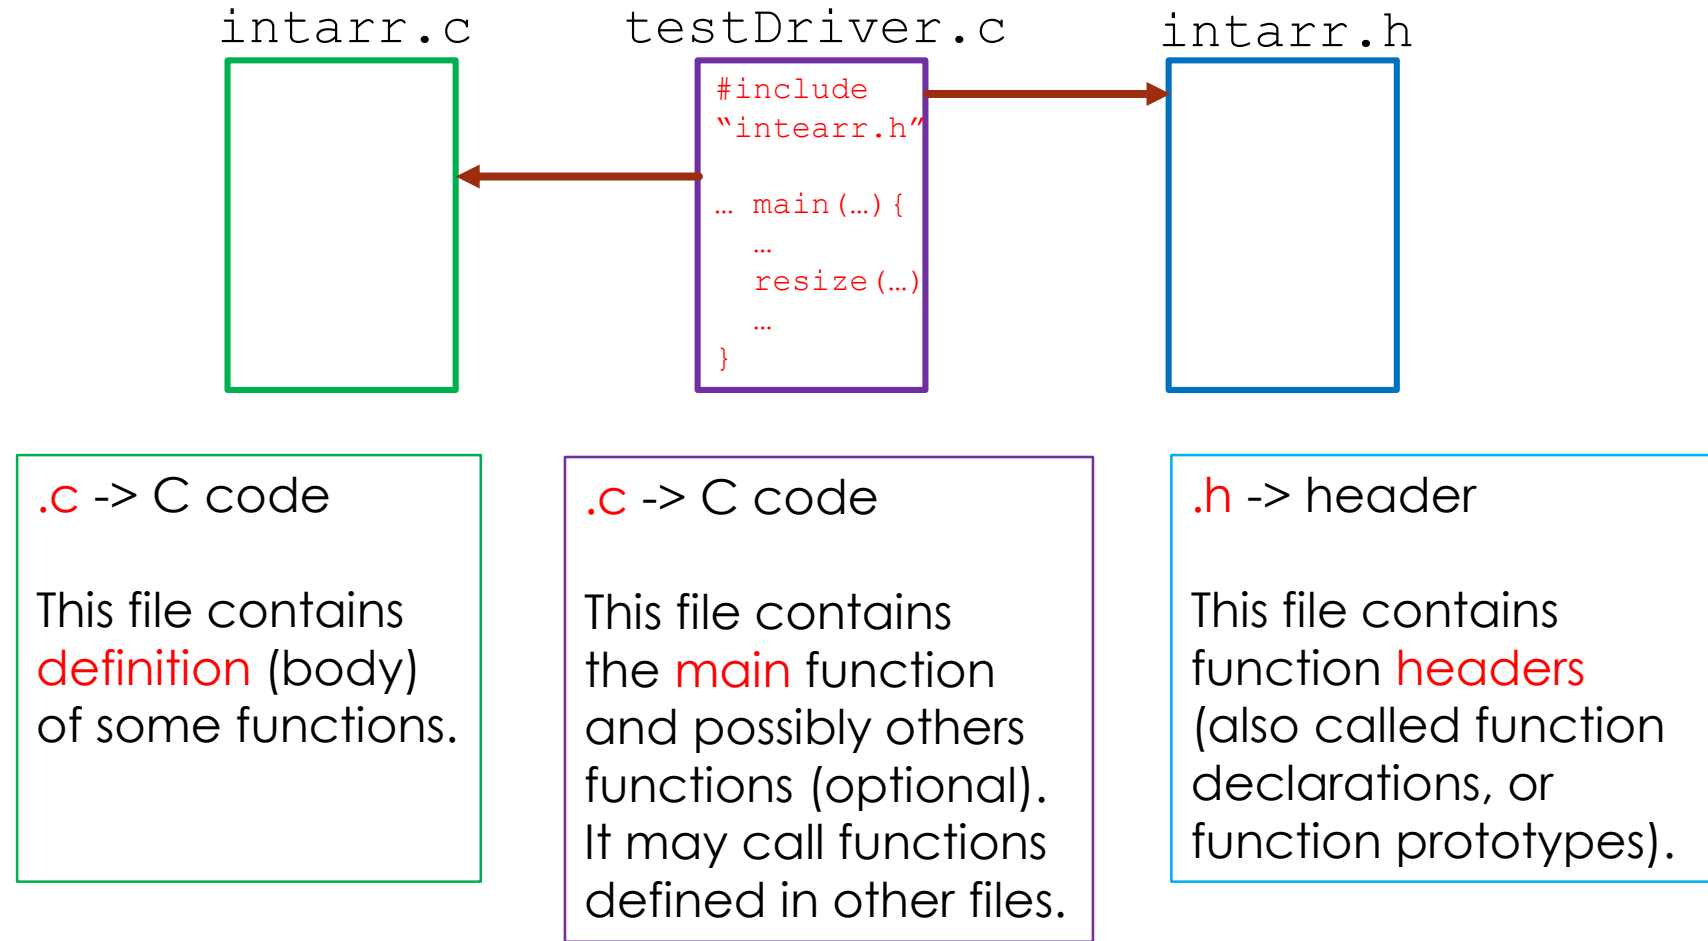 intarr.c
testDriver.c
intarr.h
#include
“intearr.h”
… main(…){
…
resize(…)
…
}
.c -> C code
This file contains
definition (body)
of some functions.
.c -> C code
This file contains
the main function
and possibly others
functions (optional).
It may call functions
defined in other files.
.h -> header
This file contains
function headers
(also called function
declarations, or
function prototypes).